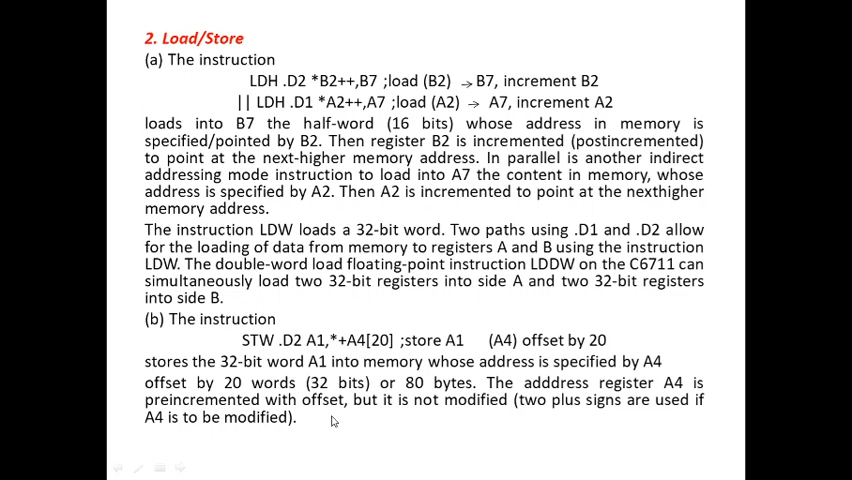 2. Load/Store
(a) The instruction
LDH .D2 *B2++,B7 ;load (B2) → B7, increment B2
|| LDH .D1 *A2++,A7 ;load (A2) → A7, increment A2
loads into B7 the half-word (16 bits) whose address in memory is
specified/pointed by B2. Then register B2 is incremented (postincremented)
to point at the next-higher memory address. In parallel is another indirect
addressing mode instruction to load into A7 the content in memory, whose
address is specified by A2. Then A2 is incremented to point at the nexthigher
memory address.
The instruction LDW loads a 32-bit word. Two paths using .D1 and .D2 allow
for the loading of data from memory to registers A and B using the instruction
LDW. The double-word load floating-point instruction LDDW on the C6711 can
simultaneously load two 32-bit registers into side A and two 32-bit registers
into side B.
(b) The instruction
STW .D2 A1,*+A4[20] ;store A1 (A4) offset by 20
stores the 32-bit word A1 into memory whose address is specified by A4
offset by 20 words (32 bits) or 80 bytes. The adddress register A4 is
preincremented with offset, but it is not modified (two plus signs are used if
A4 is to be modified).